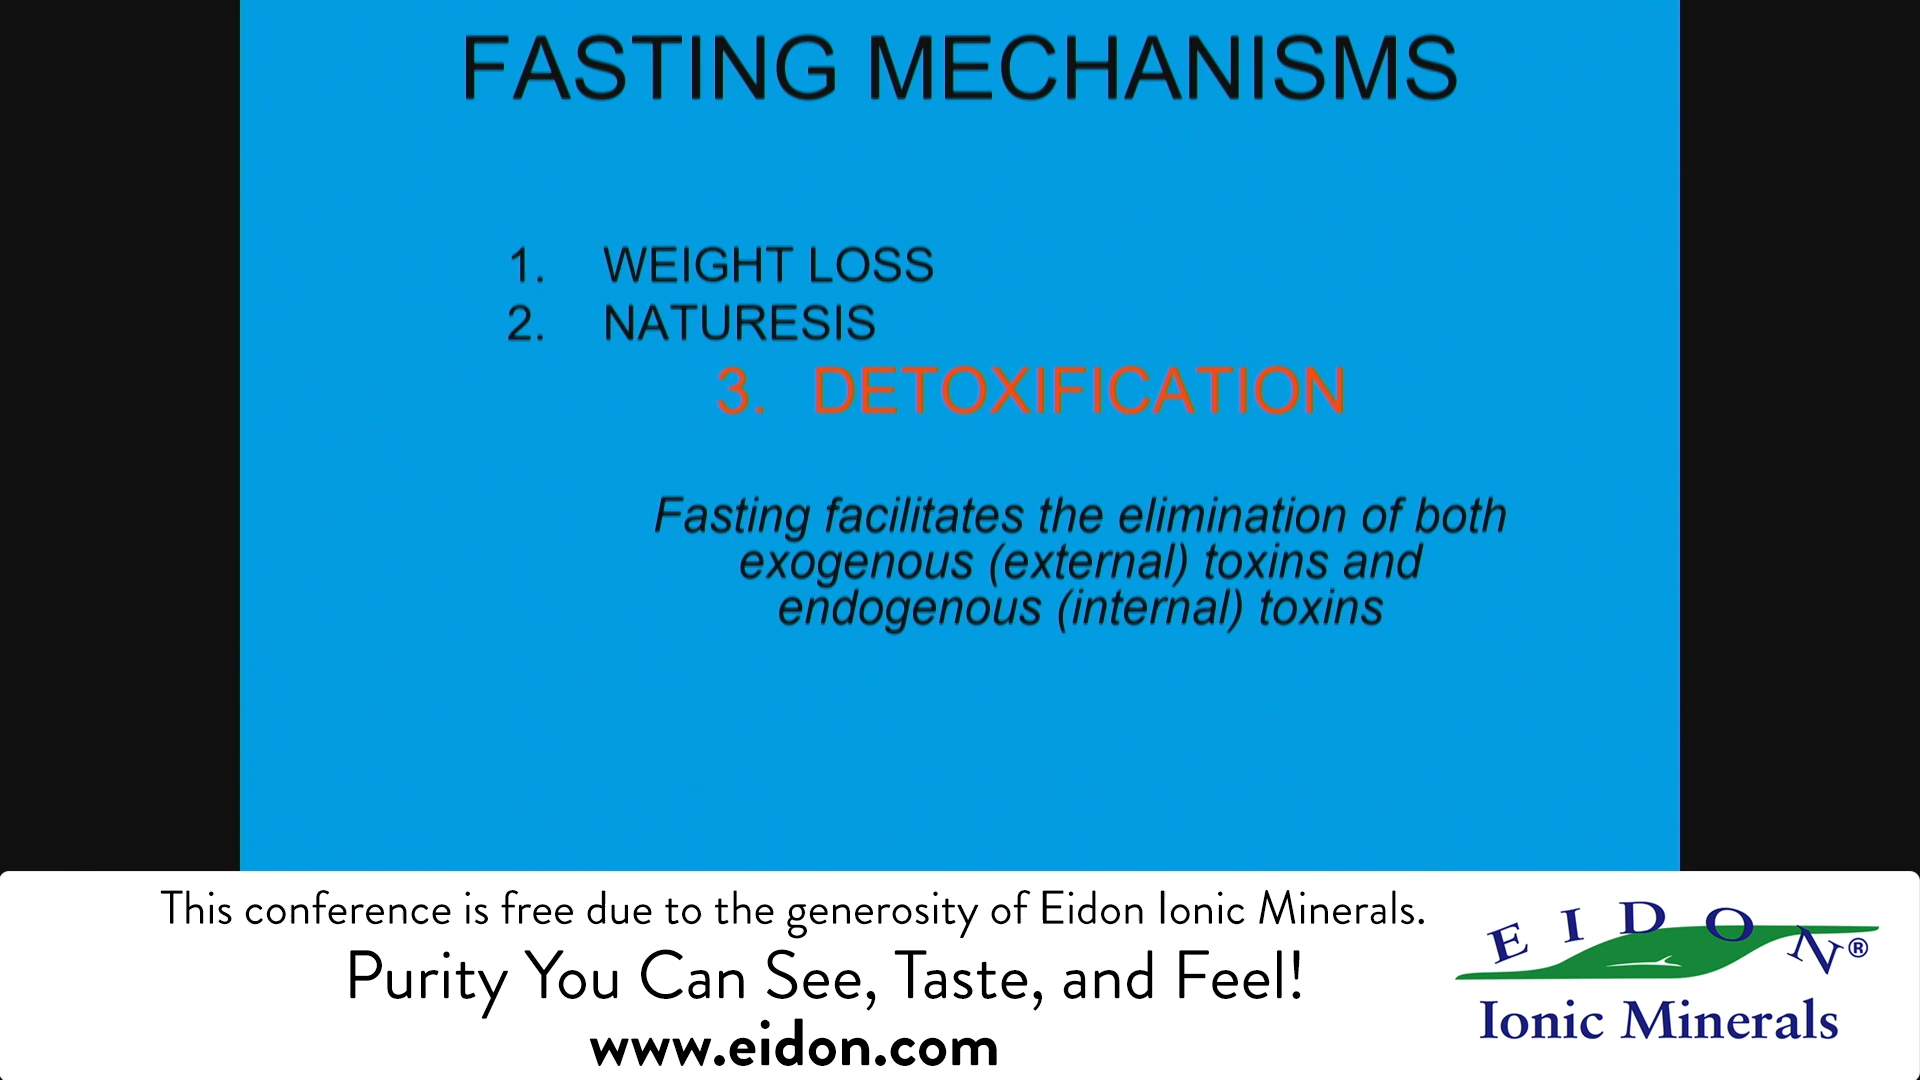 FASTING MECHANISMS
1. WEIGHT LOSS
2. NATURESIS
3. DETOXIFICATION
Fasting facilitates the elimination of both
exogenous (external) toxins and
endogenous (internal) toxins
This conference is free due to the generosity of Eidon Ionic Minerals.
Purity You Can See, Taste, and Feel!
www.eidon.com
EIDON®
Ionic Minerals